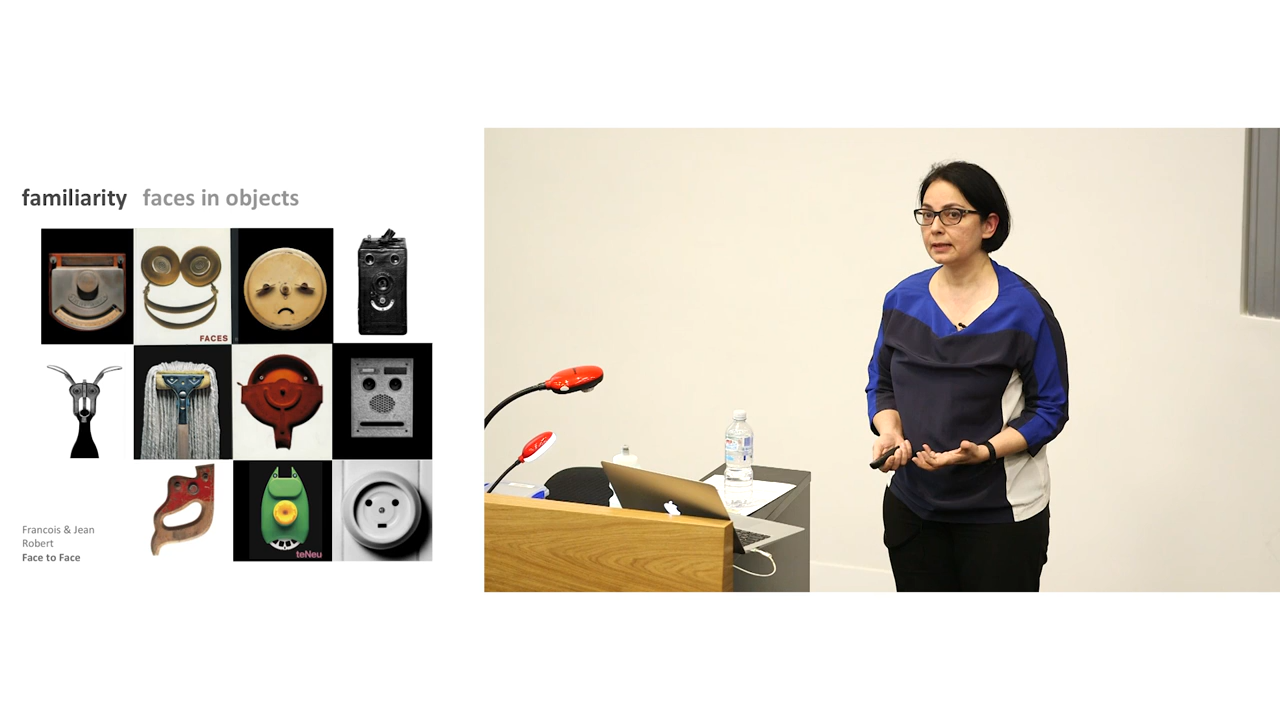 familiarity faces in objects
FACES
teNeu
Francois & Jean
Robert
Face to Face